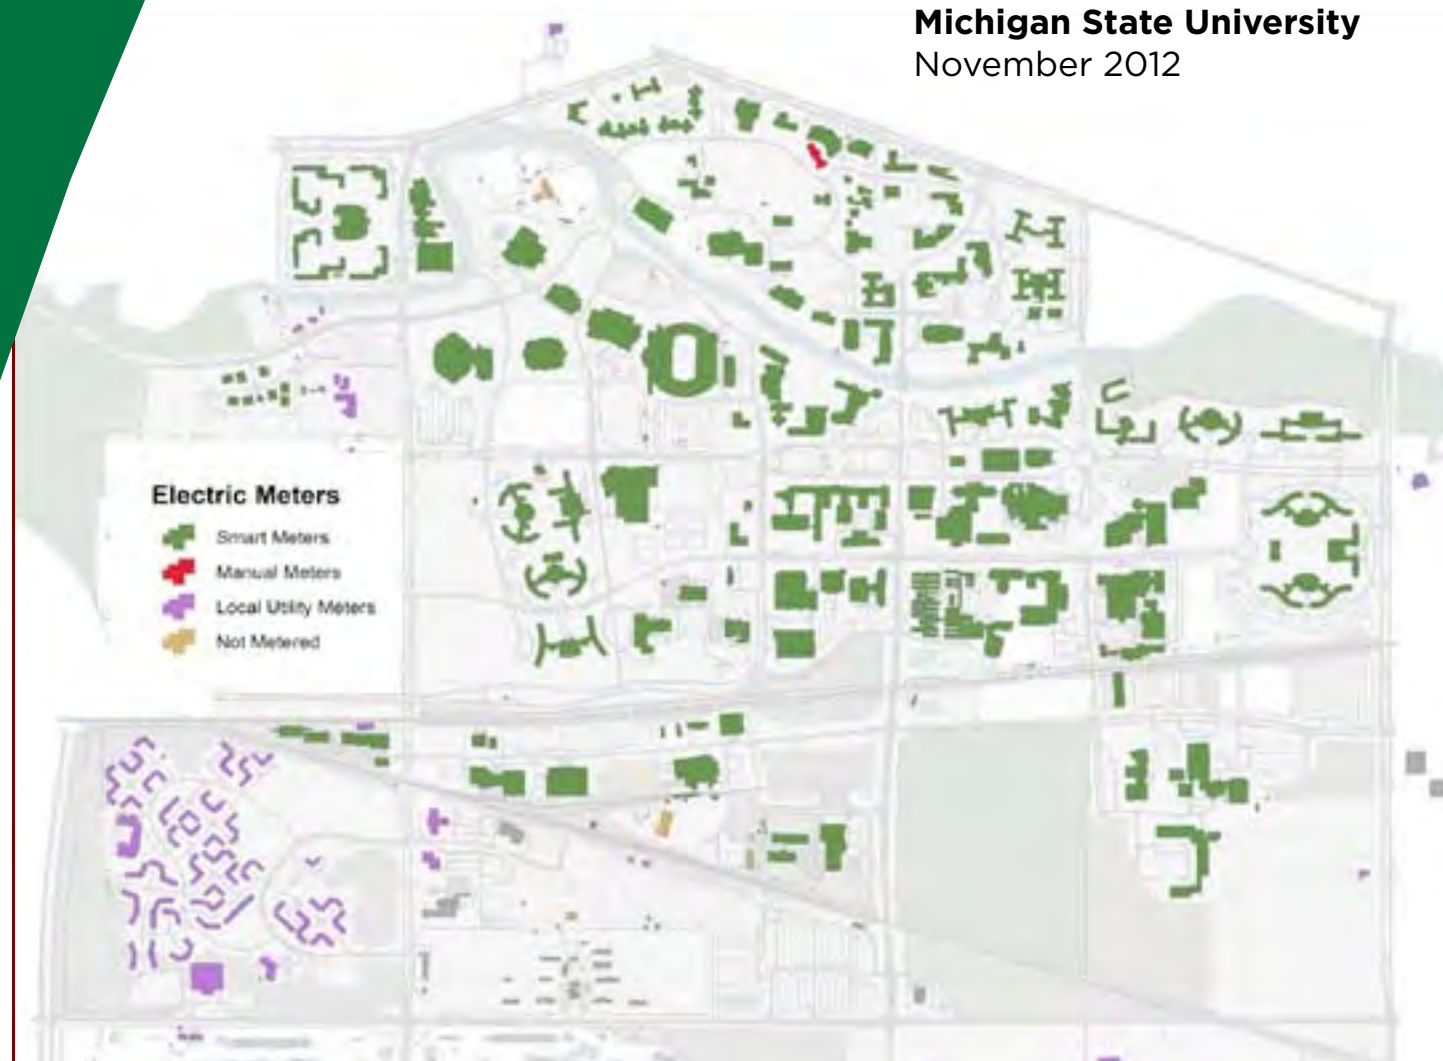 Michigan State University
November 2012
Electric Meters
Smart Meters
Manual Meters
Local Utility Meters
Not Metered